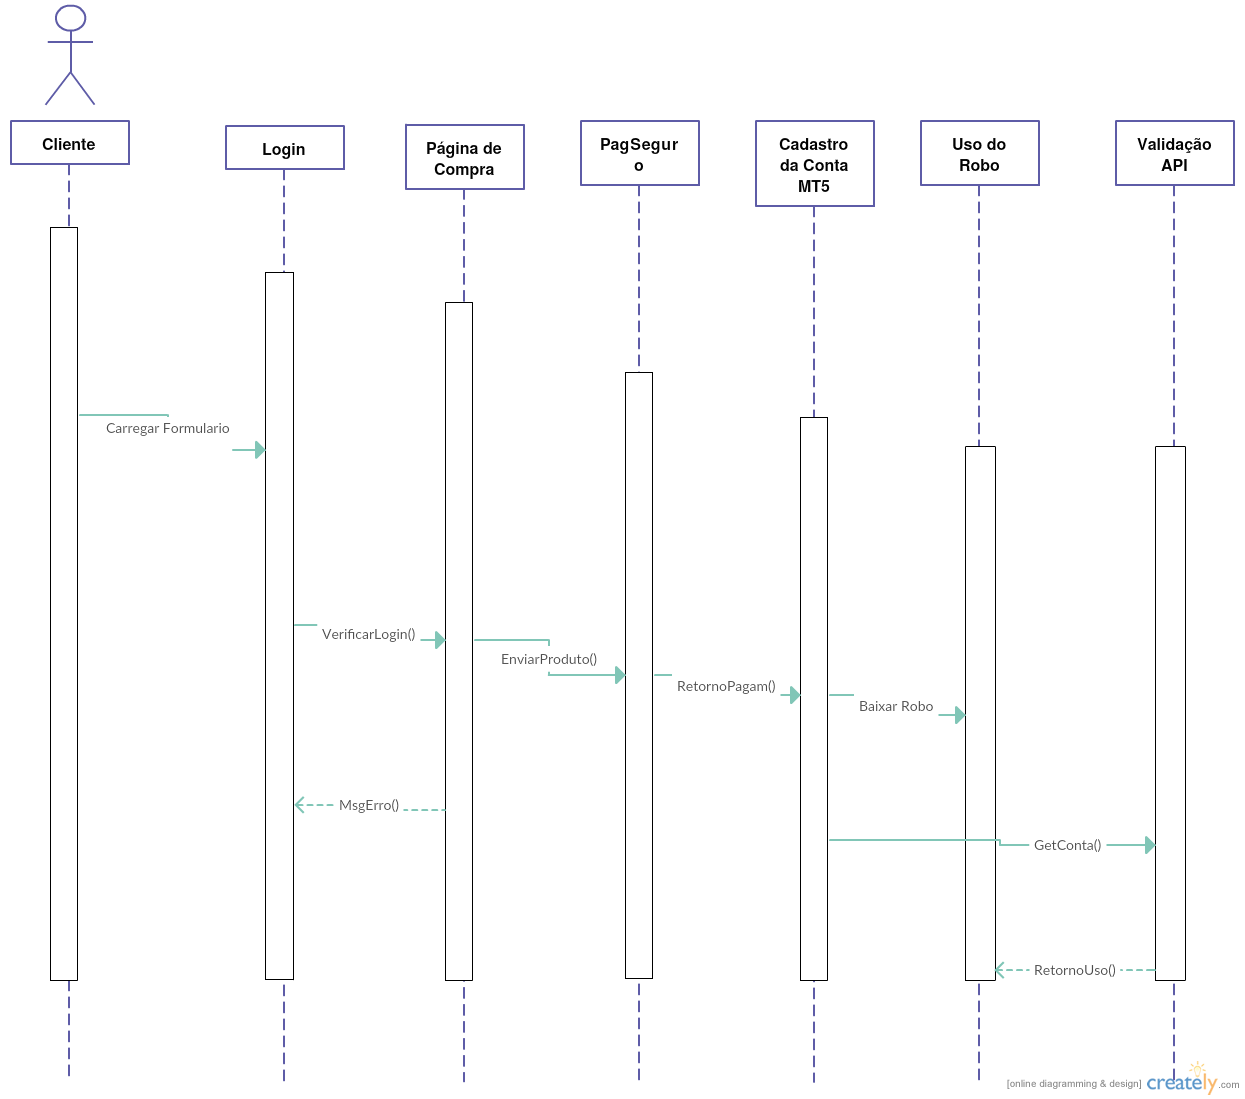 Cliente
Login
Página de
Compra
PagSegur
o
Cadastro
da Conta
MT5
Uso do
Robo
Validação
API
Carregar Formulario
VerificarLogin()
EnviarProduto()
RetornoPagam()
Baixar Robo
MsgErro()
GetConta()
RetornoUso()
[online diagramming & design] creately.com